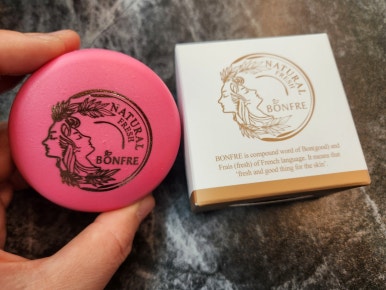 NATURAL
FRESH
By
BONFRE
NATURAL
FRESH
By
BONFRE
BONFRE is compound word of Bon(good) and
Frais (fresh) of French language. It means that
"fresh and good thing for the skin"